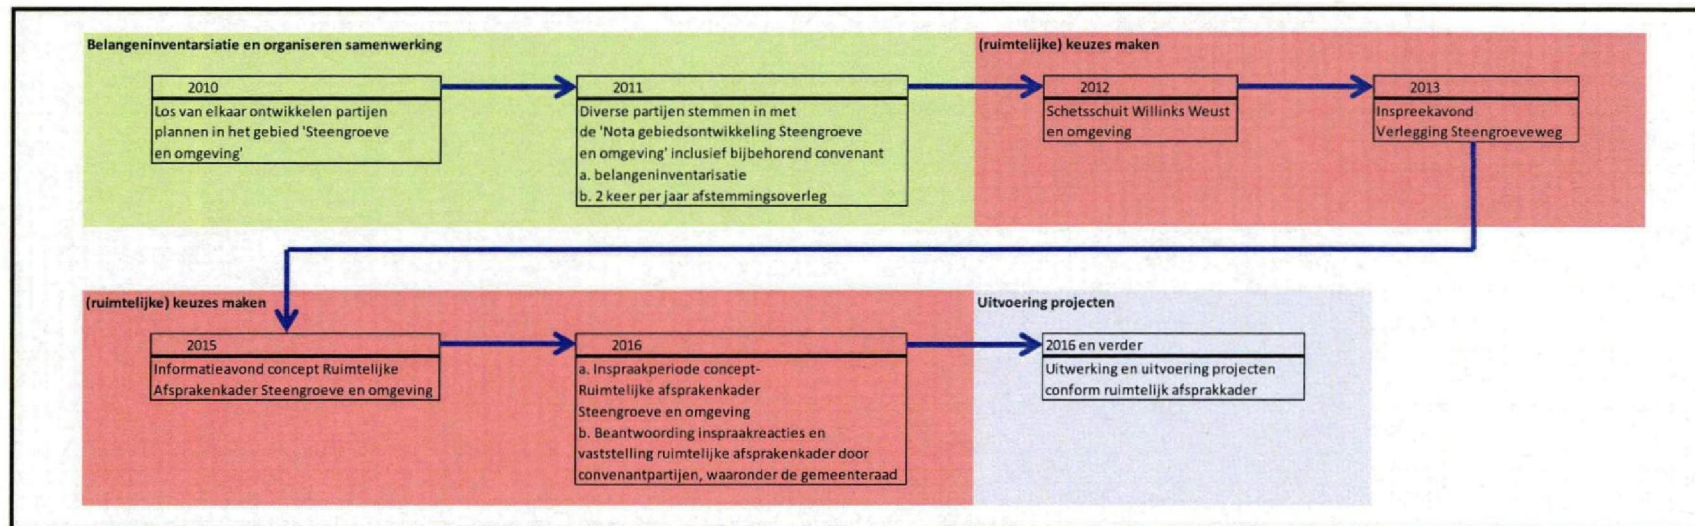 Belangeninventarsiatie en organiseren samenwerking
2010
Los van elkaar ontwikkelen partijen
plannen in het gebied 'Steengroeve
en omgeving'
2011
Diverse partijen stemmen in met
de 'Nota gebiedsontwikkeling Steengroeve
en omgeving' inclusief bijbehorend convenant
a. belangeninventarisatie
b. 2 keer per jaar afstemmingsoverleg
(ruimtelijke) keuzes maken
2012
Schetsschuit Willinks Weust
en omgeving
2013
Inspreekavond
Verlegging Steengroeveweg
(ruimtelijke) keuzes maken
2015
Informatieavond concept Ruimtelijke
Afsprakenkader Steengroeve en omgeving
2016
a. Inspraakperiode concept-
Ruimtelijke afsprakenkader
Steengroeve en omgeving
b. Beantwoording inspraakreacties en
vaststelling ruimtelijke afsprakenkader door
convenantpartijen, waaronder de gemeenteraad
Uitvoering projecten
2016 en verder
Uitwerking en uitvoering projecten
conform ruimtelijk afsprakkader